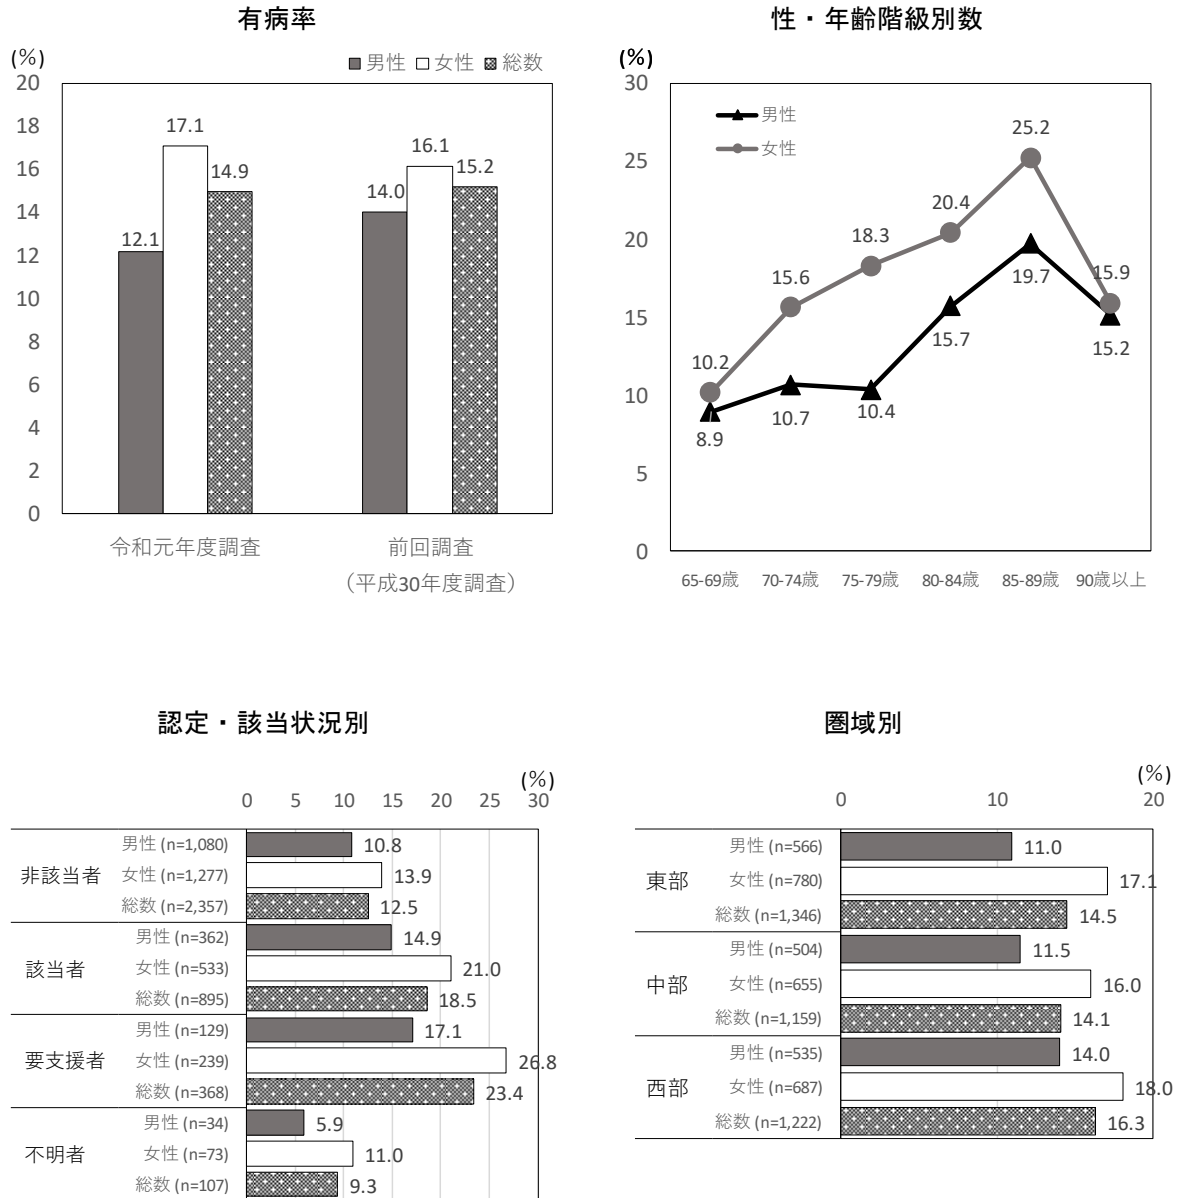 有病率
(%)
男性 女性 総数
20
18
16
14
12
10
8
6
4
2
0
12.1
17.1
14.9
14.0
16.1
15.2
令和元年度調査
前回調査
（平成30年度調査）
性・年齢階級別数
(%)
30
25
20
15
10
5
0
男性
女性
10.2
15.6
18.3
20.4
25.2
15.9
8.9
10.7
10.4
15.7
19.7
15.2
65-69歳 70-74歳 75-79歳 80-84歳 85-89歳 90歳以上
認定・該当状況別
(%)
0 5 10 15 20 25 30
非該当者
男性 (n=1,080) 10.8
女性 (n=1,277) 13.9
総数 (n=2,357) 12.5
該当者
男性 (n=362) 14.9
女性 (n=533) 21.0
総数 (n=895) 18.5
要支援者
男性 (n=129) 17.1
女性 (n=239) 26.8
総数 (n=368) 23.4
不明者
男性 (n=34) 5.9
女性 (n=73) 11.0
総数 (n=107) 9.3
圏域別
(%)
0 10 20
東部
男性 (n=566) 11.0
女性 (n=780) 17.1
総数 (n=1,346) 14.5
中部
男性 (n=504) 11.5
女性 (n=655) 16.0
総数 (n=1,159) 14.1
西部
男性 (n=535) 14.0
女性 (n=687) 18.0
総数 (n=1,222) 16.3